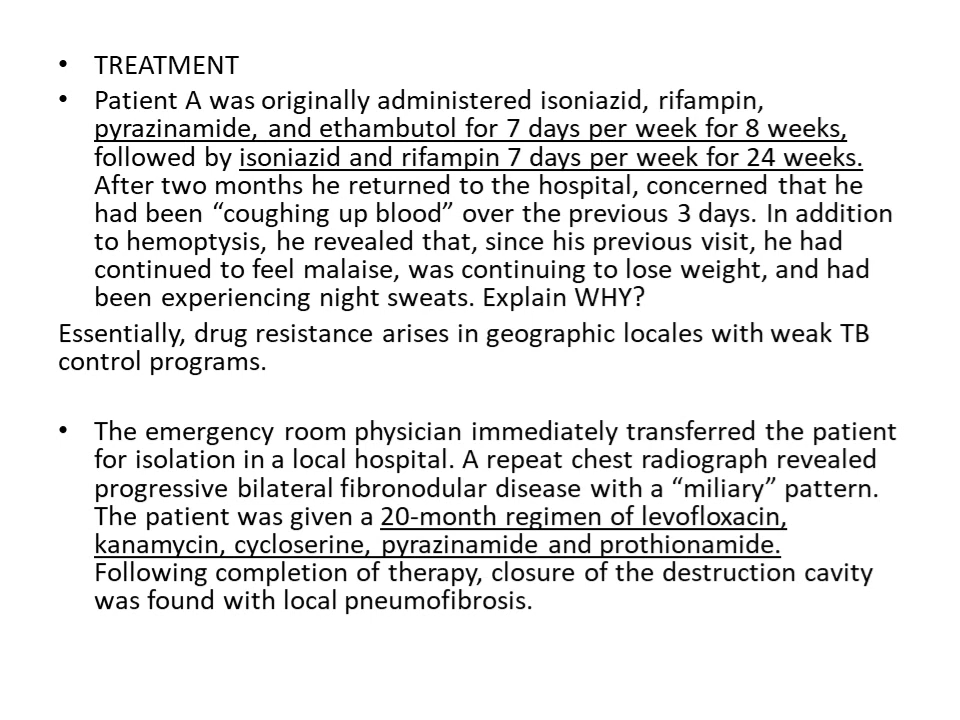 • TREATMENT
• Patient A was originally administered isoniazid, rifampin,
pyrazinamide, and ethambutol for 7 days per week for 8 weeks,
followed by isoniazid and rifampin 7 days per week for 24 weeks.
After two months he returned to the hospital, concerned that he
had been “coughing up blood” over the previous 3 days. In addition
to hemoptysis, he revealed that, since his previous visit, he had
continued to feel malaise, was continuing to lose weight, and had
been experiencing night sweats. Explain WHY?
Essentially, drug resistance arises in geographic locales with weak TB
control programs.
• The emergency room physician immediately transferred the patient
for isolation in a local hospital. A repeat chest radiograph revealed
progressive bilateral fibronodular disease with a “miliary” pattern.
The patient was given a 20-month regimen of levofloxacin,
kanamycin, cycloserine, pyrazinamide and prothionamide.
Following completion of therapy, closure of the destruction cavity
was found with local pneumofibrosis.